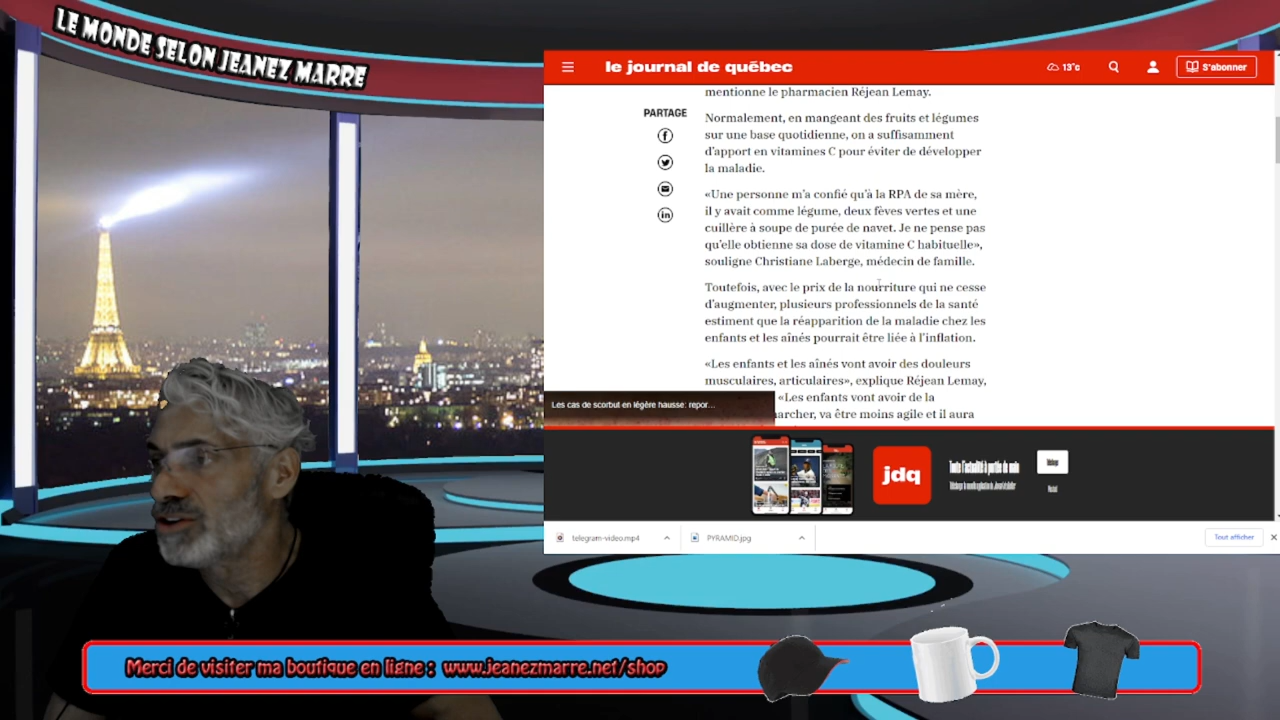 LE MONDE SELON JEANEZ MARRE
le journal de québec
13°C
S'abonner
PARTAGE
mentionne le pharmacien Réjean Lemay.
Normalement, en mangeant des fruits et légumes
sur une base quotidienne, on a suffisamment
d'apport en vitamines C pour éviter de développer
la maladie.
«Une personne m'a confié qu'à la RPA de sa mère,
il y avait comme légume, deux fèves vertes et une
cuillère à soupe de purée de navet. Je ne pense pas
qu'elle obtienne sa dose de vitamine C habituelle»,
souligne Christiane Laberge, médecin de famille.
Toutefois, avec le prix de la nourriture qui ne cesse
d'augmenter, plusieurs professionnels de la santé
estiment que la réapparition de la maladie chez les
enfants et les aînés pourrait être liée à l'inflation.
«Les enfants et les aînés vont avoir des douleurs
musculaires, articulaires», explique Réjean Lemay,
«Les enfants vont avoir de la
marcher, va être moins agile et il aura
Les cas de scorbut en légère hausse: repor...
jdq
Toute l'actualité à portée de main
telegram-video.mp4
PYRAMID.jpg
Tout afficher
Merci de visiter ma boutique en ligne : www.jeanezmarre.net/shop